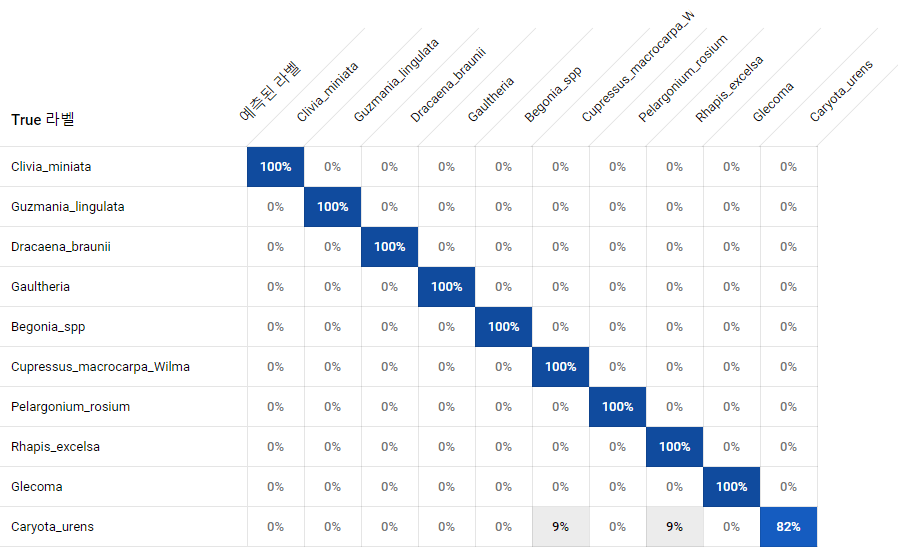 예측된 라벨 Clivia_miniata Guzmania_lingulata Dracaena_braunii Gaultheria Begonia_spp Cupressus_macrocarpa_W Pelargonium_rosium Rhapis_excelsa Glecoma Caryota_urens
True 라벨
Clivia_miniata 100% 0% 0% 0% 0% 0% 0% 0% 0% 0%
Guzmania_lingulata 0% 100% 0% 0% 0% 0% 0% 0% 0% 0%
Dracaena_braunii 0% 0% 100% 0% 0% 0% 0% 0% 0% 0%
Gaultheria 0% 0% 0% 100% 0% 0% 0% 0% 0% 0%
Begonia_spp 0% 0% 0% 0% 100% 0% 0% 0% 0% 0%
Cupressus_macrocarpa_Wilma 0% 0% 0% 0% 0% 100% 0% 0% 0% 0%
Pelargonium_rosium 0% 0% 0% 0% 0% 0% 100% 0% 0% 0%
Rhapis_excelsa 0% 0% 0% 0% 0% 0% 0% 100% 0% 0%
Glecoma 0% 0% 0% 0% 0% 0% 0% 0% 100% 0%
Caryota_urens 0% 0% 0% 0% 0% 9% 0% 9% 0% 82%